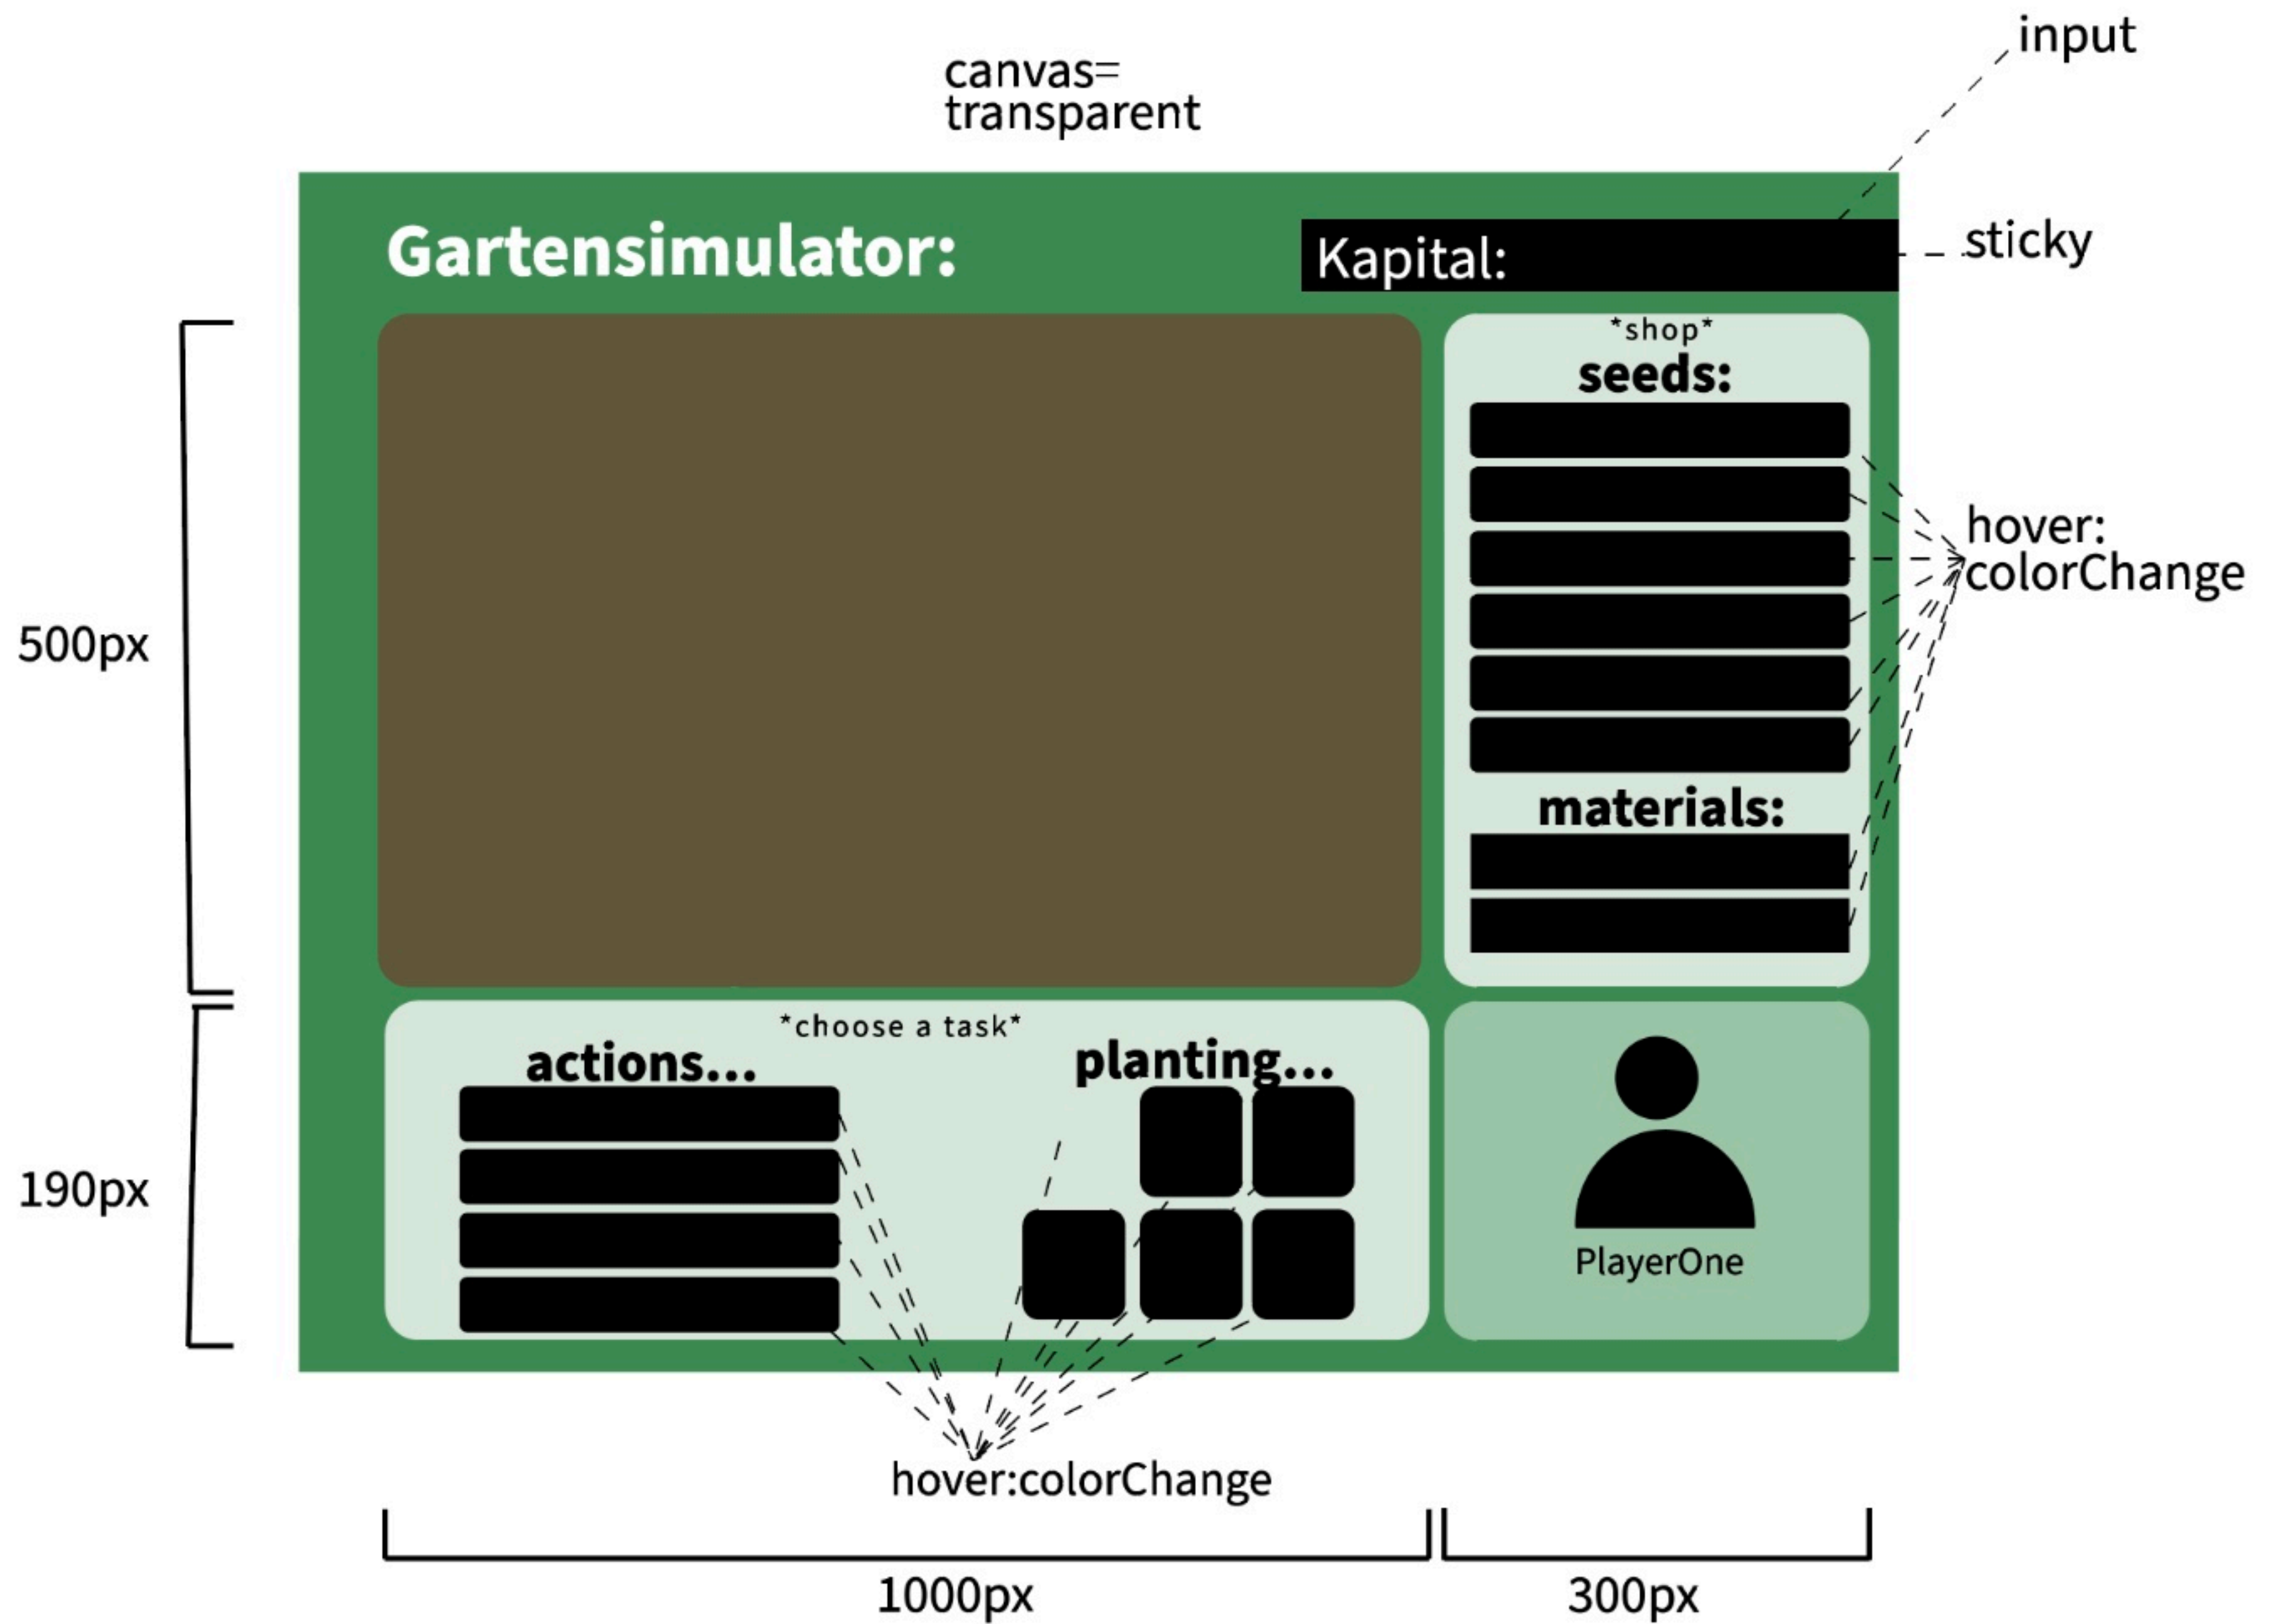 input
canvas=
transparent
Gartensimulator:
Kapital:
sticky
*shop*
seeds:
hover:
colorChange
500px
materials:
*choose a task*
actions...
planting...
190px
PlayerOne
hover:colorChange
1000px
300px